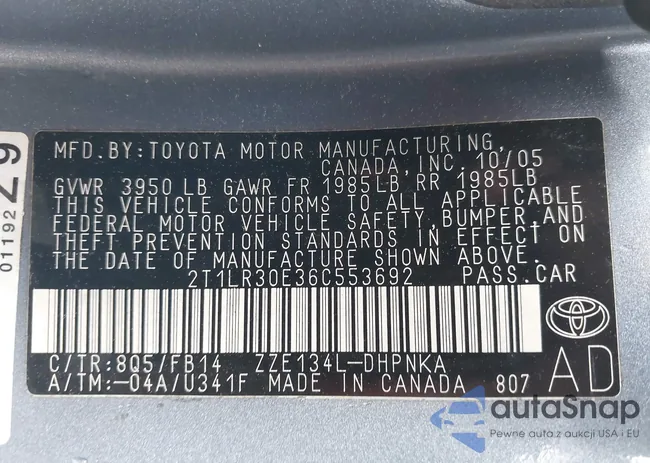 MFD.BY:TOYOTA MOTOR MANUFACTURING,
CANADA,INC. 10/05
GVWR 3950 LB GAWR FR 1985LB RR 1985LB
THIS VEHICLE CONFORMS TO ALL APPLICABLE
FEDERAL MOTOR VEHICLE SAFETY, BUMPER, AND
THEFT PREVENTION STANDARDS IN EFFECT ON
THE DATE OF MANUFACTURE SHOWN ABOVE.
2T1LR30E36C553692 PASS.CAR
C/TR:8Q5/FB14 ZZE134L-DHPNKA
A/TM:-04A/U341F MADE IN CANADA 807
AD
01192
29
autaSnap
Pewne auta z aukcji USA i EU